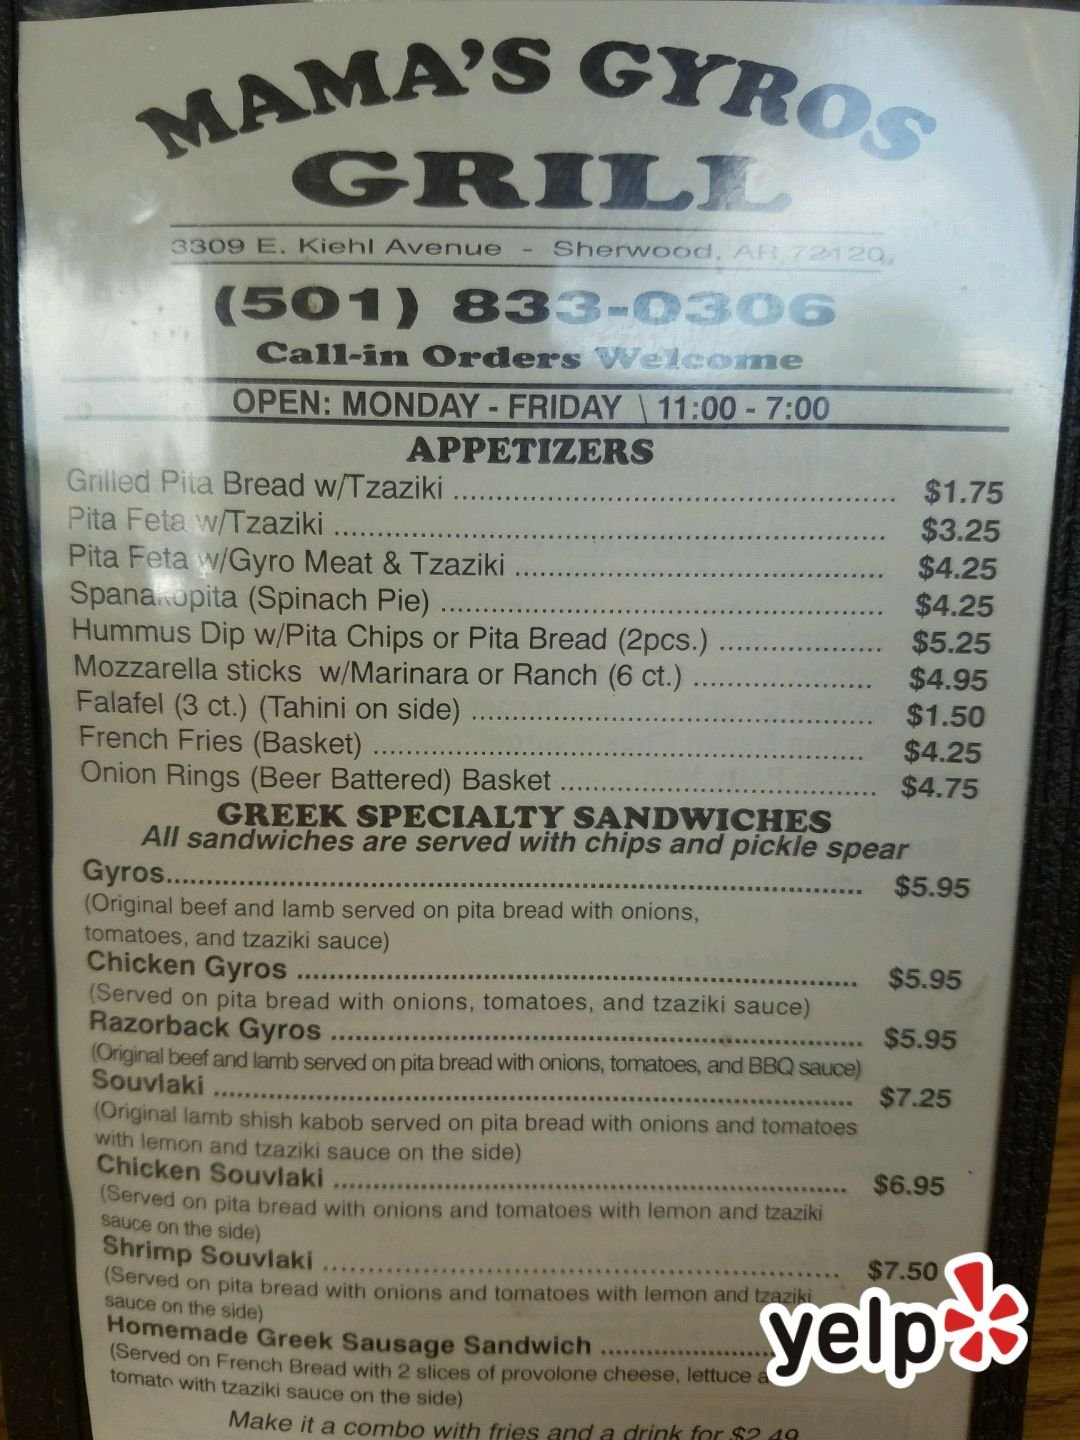 MAMA'S GYROS
GRILL
3309 E. Kiehl Avenue - Sherwood, AR 72120
(501) 833-0306
Call-in Orders Welcome
OPEN: MONDAY - FRIDAY \ 11:00 - 7:00
APPETIZERS
Grilled Pita Bread w/Tzaziki ........ $1.75
Pita Feta w/Tzaziki ........ $3.25
Pita Feta w/Gyro Meat & Tzaziki ........ $4.25
Spanakopita (Spinach Pie) ........ $4.25
Hummus Dip w/Pita Chips or Pita Bread (2pcs.) ........ $5.25
Mozzarella sticks w/Marinara or Ranch (6 ct.) ........ $4.95
Falafel (3 ct.) (Tahini on side) ........ $1.50
French Fries (Basket) ........ $4.25
Onion Rings (Beer Battered) Basket ........ $4.75
GREEK SPECIALTY SANDWICHES
All sandwiches are served with chips and pickle spear
Gyros ........ $5.95
(Original beef and lamb served on pita bread with onions,
tomatoes, and tzaziki sauce)
Chicken Gyros ........ $5.95
(Served on pita bread with onions, tomatoes, and tzaziki sauce)
Razorback Gyros ........ $5.95
(Original beef and lamb served on pita bread with onions, tomatoes, and BBQ sauce)
Souvlaki ........ $7.25
(Original lamb shish kabob served on pita bread with onions and tomatoes
with lemon and tzaziki sauce on the side)
Chicken Souvlaki ........ $6.95
(Served on pita bread with onions and tomatoes with lemon and tzaziki
sauce on the side)
Shrimp Souvlaki ........ $7.50
(Served on pita bread with onions and tomatoes with lemon and tzaziki
sauce on the side)
Homemade Greek Sausage Sandwich ........
(Served on French Bread with 2 slices of provolone cheese, lettuce
tomato with tzaziki sauce on the side)
Make it a combo with fries and a drink for $2.49
yelp